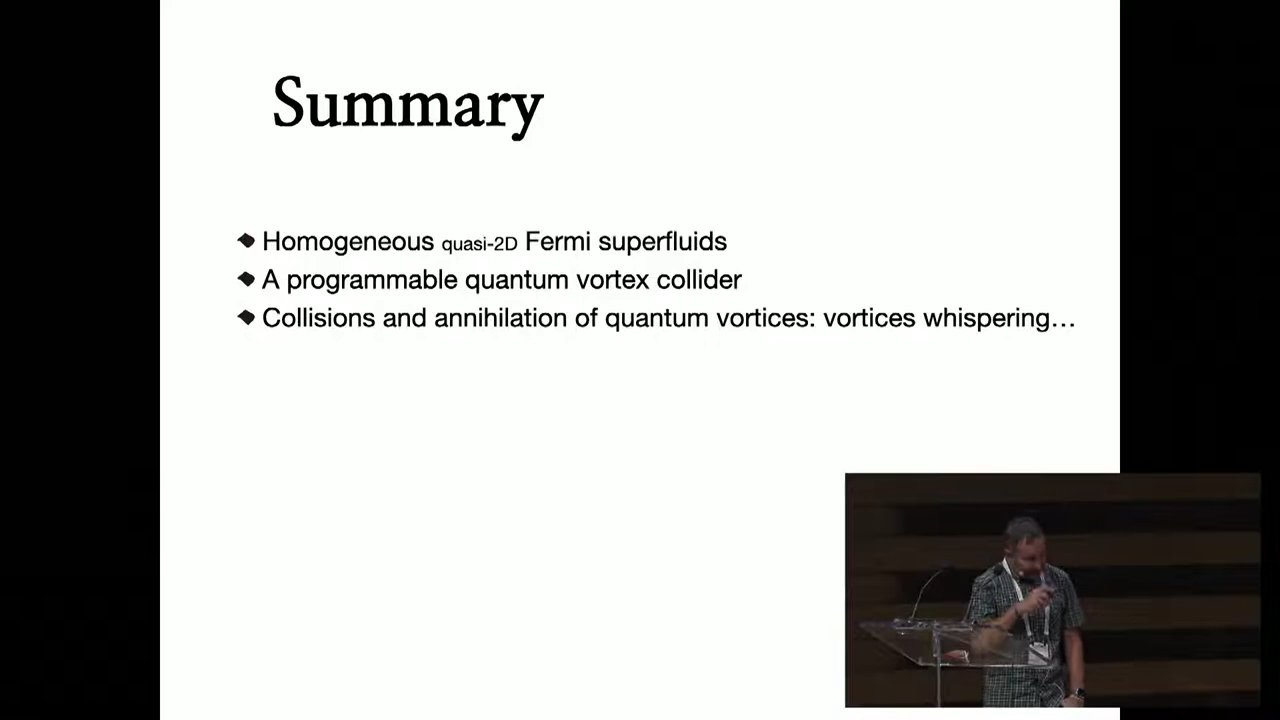 Summary
Homogeneous quasi-2D Fermi superfluids
A programmable quantum vortex collider
Collisions and annihilation of quantum vortices: vortices whispering…